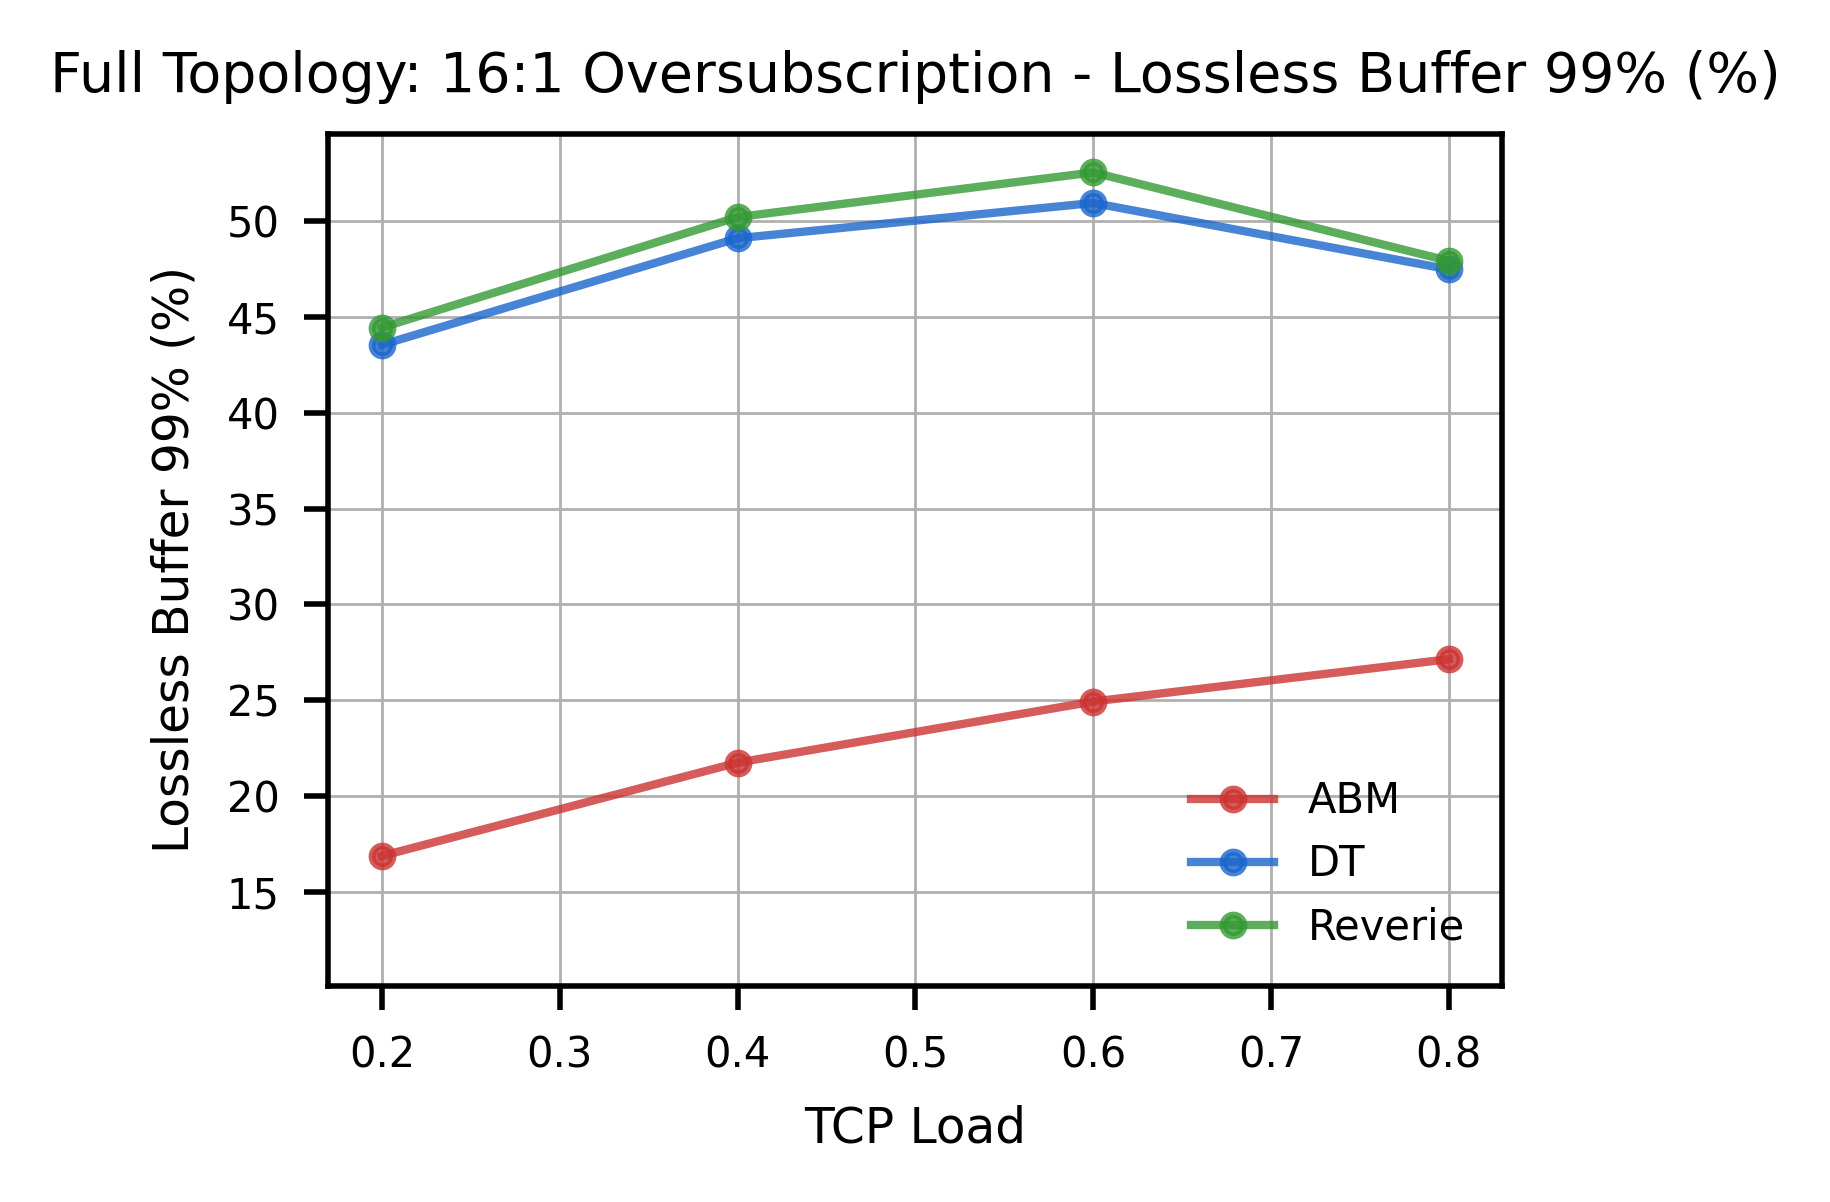 Full Topology: 16:1 Oversubscription - Lossless Buffer 99% (%)
Lossless Buffer 99% (%)
50
45
40
35
30
25
20
15
ABM
DT
Reverie
0.2 0.3 0.4 0.5 0.6 0.7 0.8
TCP Load